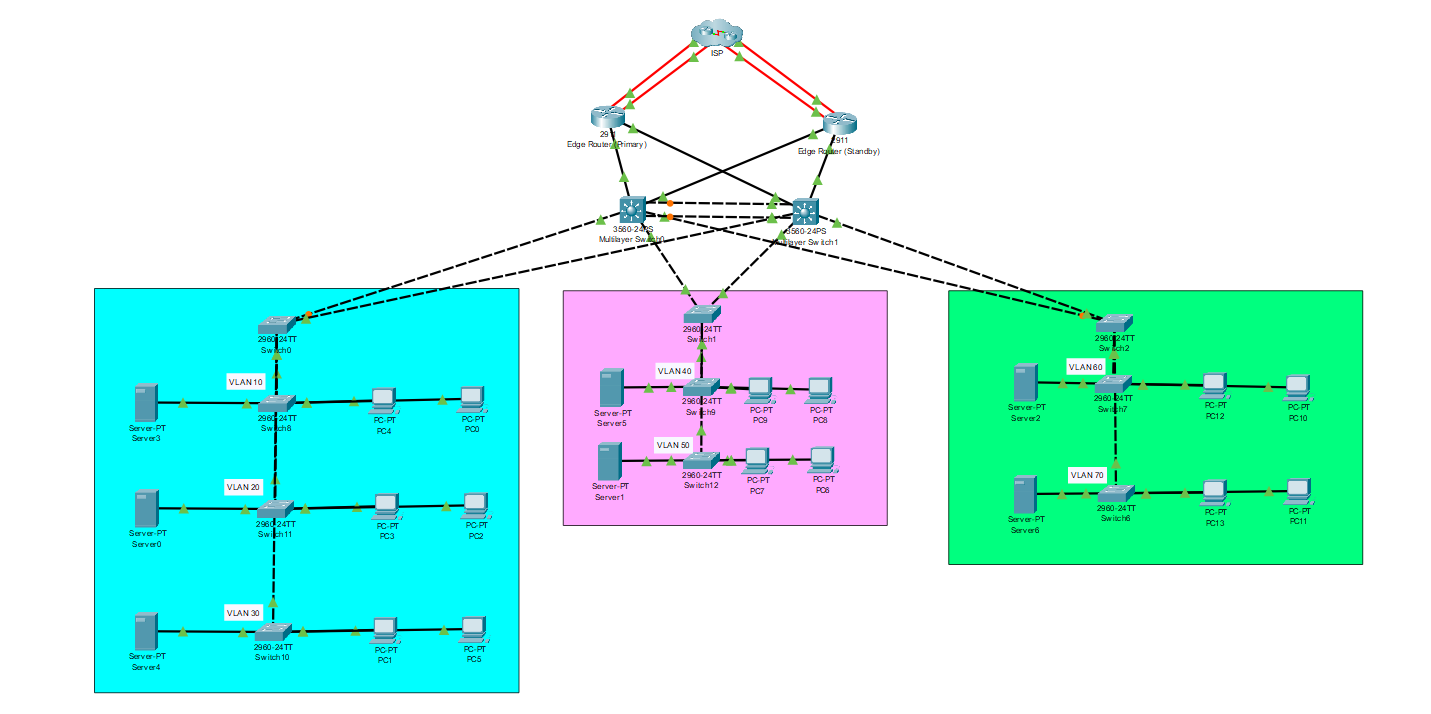 ISP
2911
Edge Router (Primary)
2911
Edge Router (Standby)
3560-24PS
Multilayer Switch0
3560-24PS
Multilayer Switch1
2960-24TT
Switch0
VLAN 10
Server-PT
Server3
2960-24TT
Switch8
PC-PT
PC4
PC-PT
PC0
VLAN 20
Server-PT
Server0
2960-24TT
Switch11
PC-PT
PC3
PC-PT
PC2
VLAN 30
Server-PT
Server4
2960-24TT
Switch10
PC-PT
PC1
PC-PT
PC5
2960-24TT
Switch1
VLAN 40
Server-PT
Server5
2960-24TT
Switch9
PC-PT
PC9
PC-PT
PC8
VLAN 50
Server-PT
Server1
2960-24TT
Switch12
PC-PT
PC7
PC-PT
PC6
2960-24TT
Switch2
VLAN 60
Server-PT
Server2
2960-24TT
Switch7
PC-PT
PC12
PC-PT
PC10
VLAN 70
Server-PT
Server6
2960-24TT
Switch6
PC-PT
PC13
PC-PT
PC11